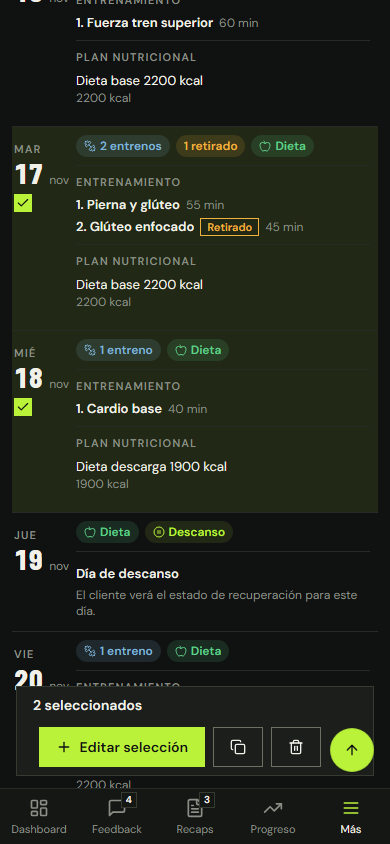 nov
ENTRENAMIENTO
1. Fuerza tren superior 60 min
PLAN NUTRICIONAL
Dieta base 2200 kcal
2200 kcal
MAR
17 nov
2 entrenos
1 retirado
Dieta
ENTRENAMIENTO
1. Pierna y glúteo 55 min
2. Glúteo enfocado Retirado 45 min
PLAN NUTRICIONAL
Dieta base 2200 kcal
2200 kcal
MIÉ
18 nov
1 entreno
Dieta
ENTRENAMIENTO
1. Cardio base 40 min
PLAN NUTRICIONAL
Dieta descarga 1900 kcal
1900 kcal
JUE
19 nov
Dieta
Descanso
Día de descanso
El cliente verá el estado de recuperación para este
día.
VIE
20 nov
1 entreno
Dieta
ENTRENAMIENTO
2 seleccionados
Editar selección
2200 kcal
Dashboard
4
Feedback
3
Recaps
Progreso
Más